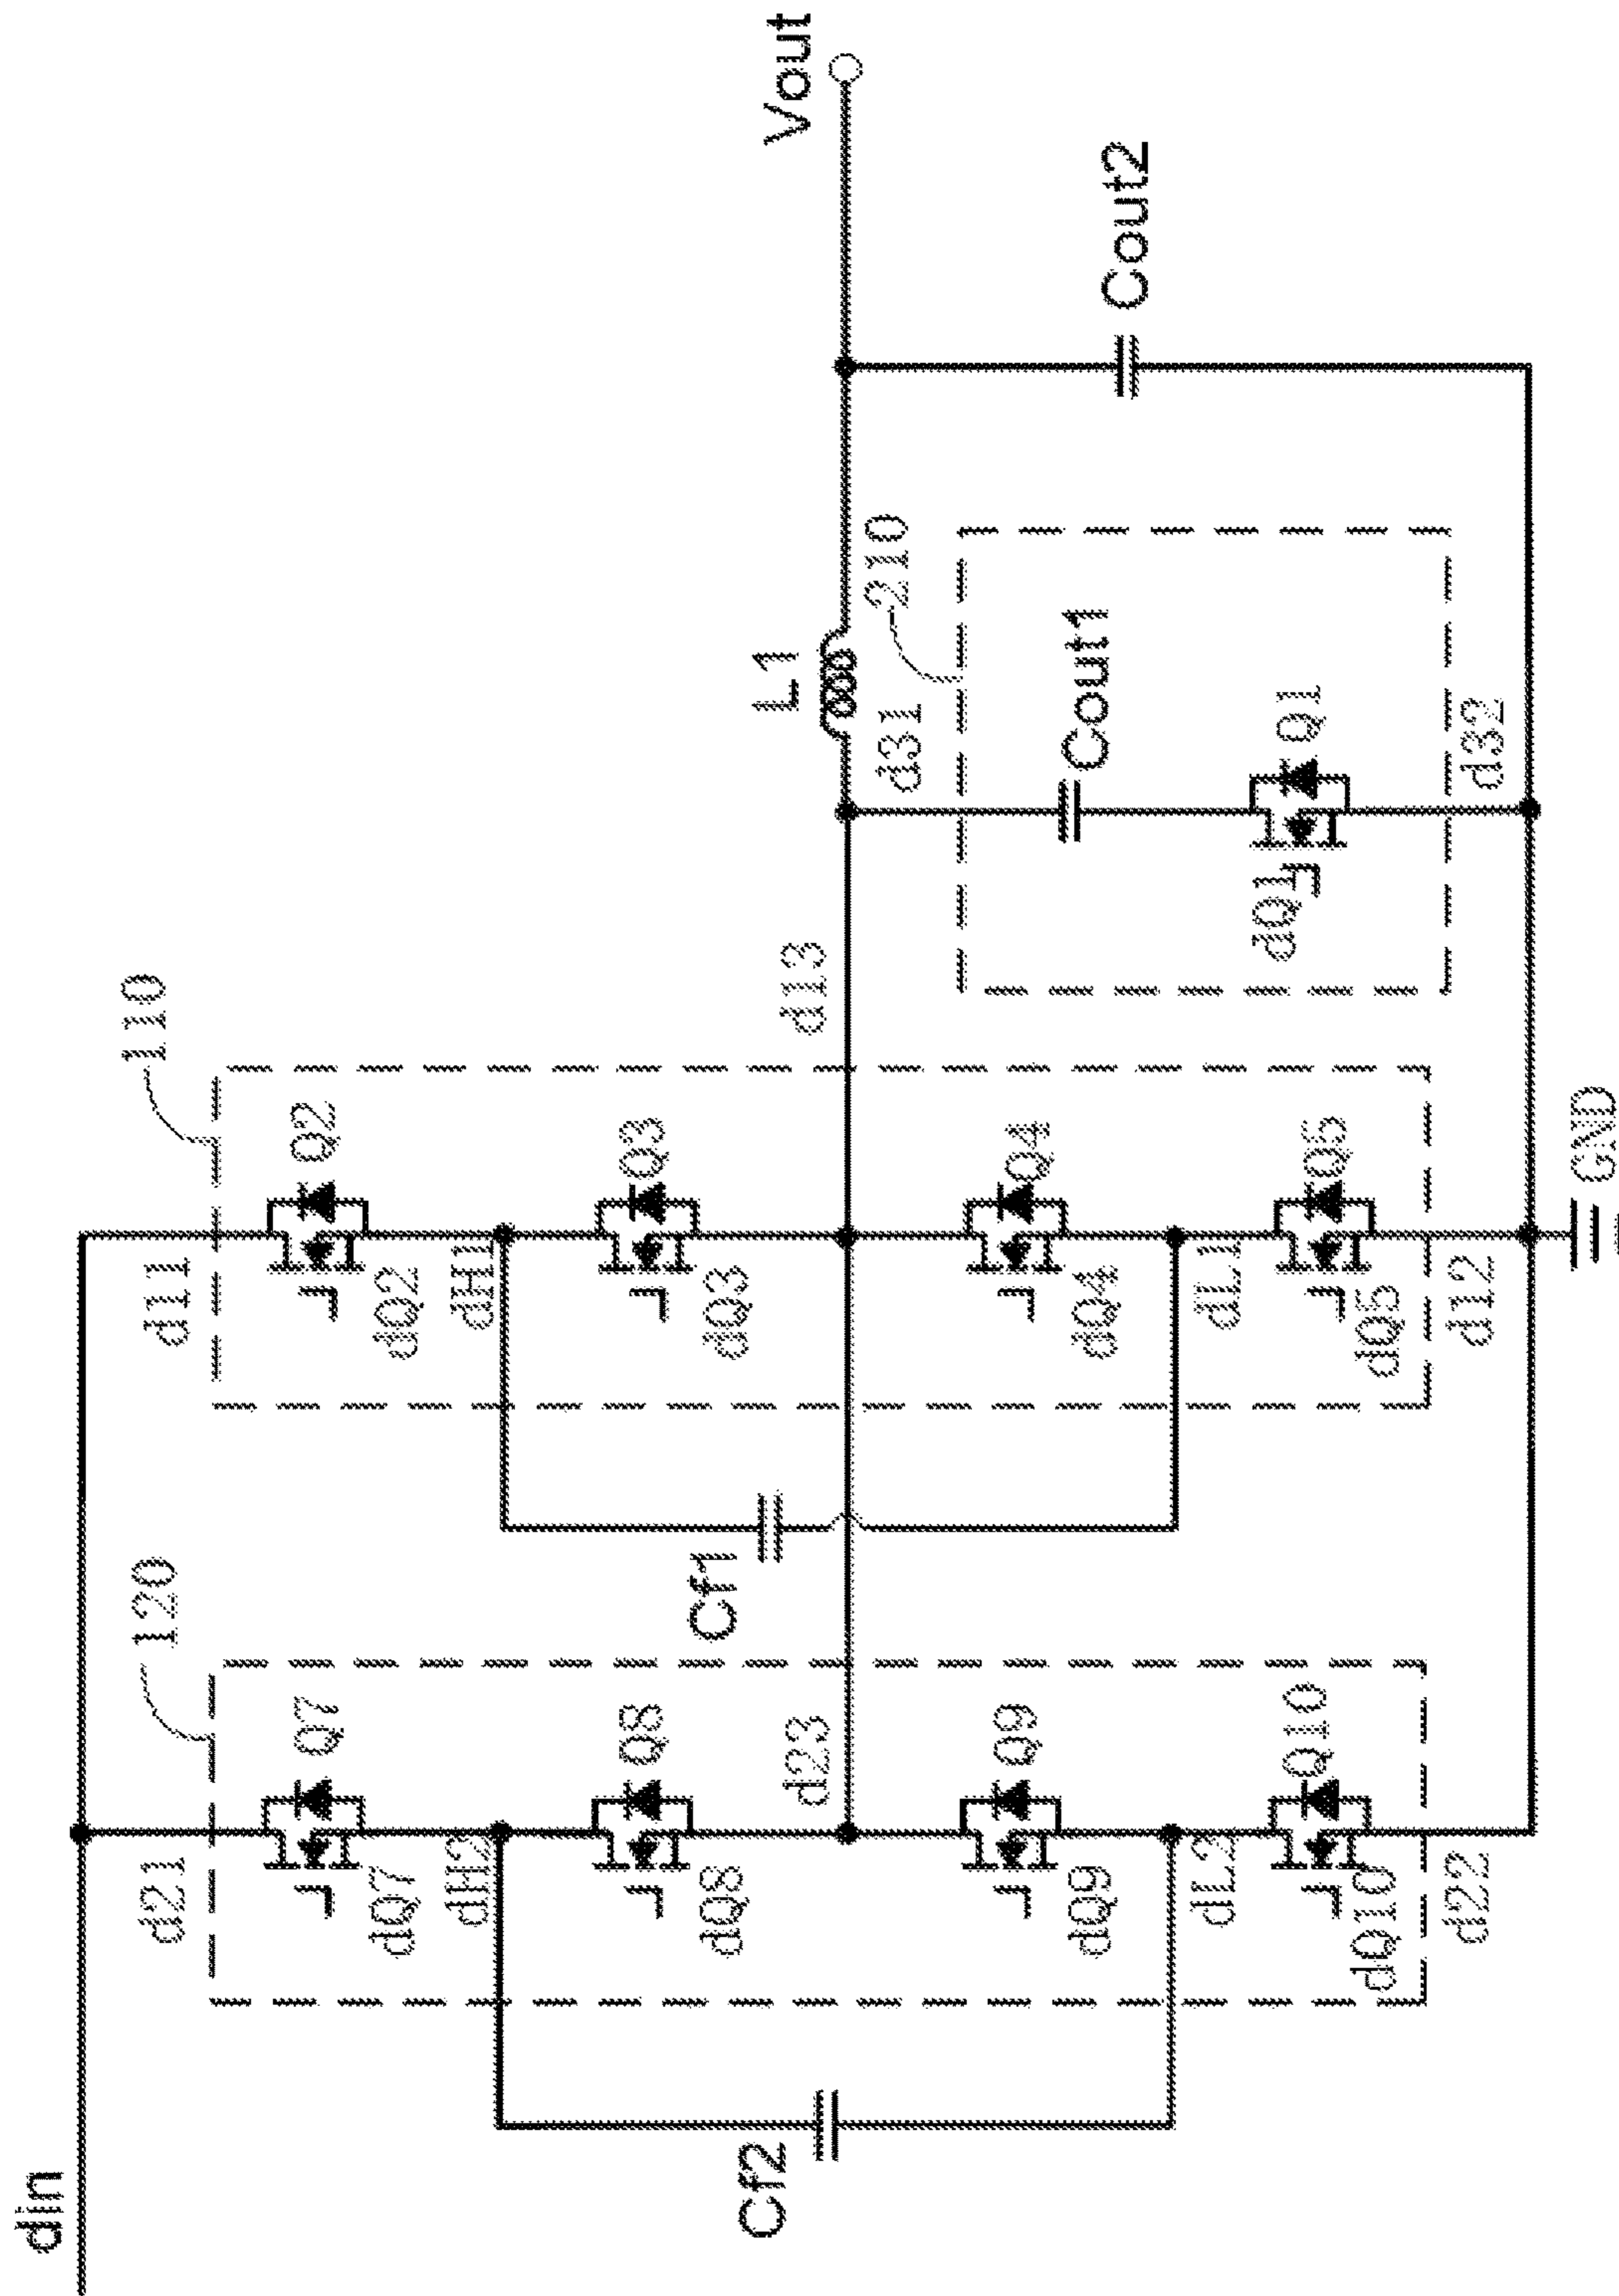 din
120
110
d21
Q7
d11
Q2
dQ7
dQ2
dH2
dH1
Q8
Q3
dQ8
dQ3
Cf2
Cf1
d23
d13
L1
Vout
d31
210
Q9
Q4
dQ9
dQ4
Cout1
Cout2
dL2
dL1
Q10
Q5
dQ1
Q1
dQ10
dQ5
d22
d12
d32
GND